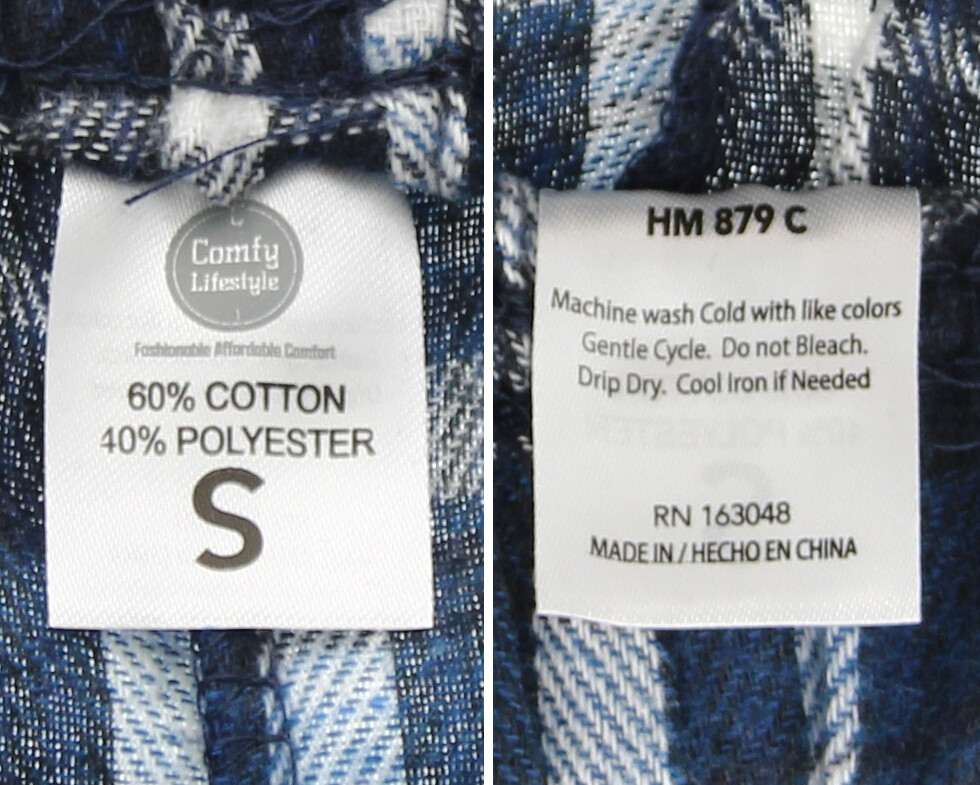 Comfy
Lifestyle
Fashionable Affordable Comfort
60% COTTON
40% POLYESTER
S
HM 879 C
Machine wash Cold with like colors
Gentle Cycle. Do not Bleach.
Drip Dry. Cool Iron if Needed
RN 163048
MADE IN / HECHO EN CHINA